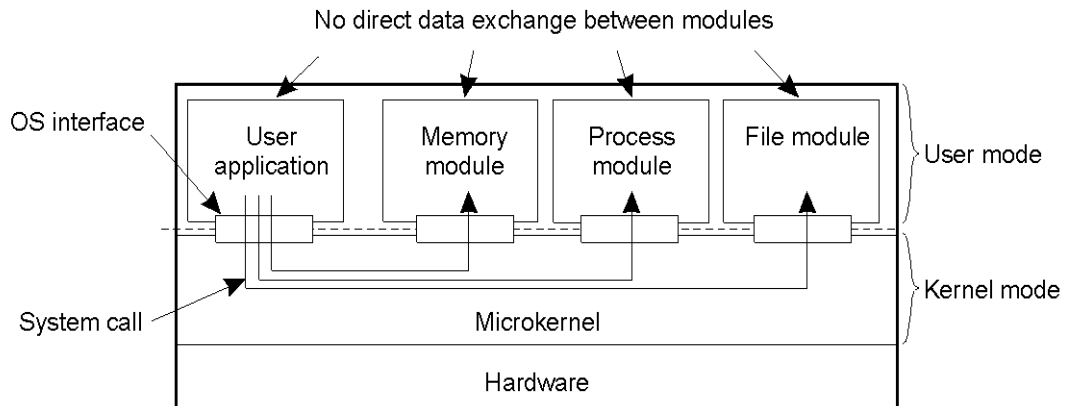 No direct data exchange between modules
OS interface
User
application
Memory
module
Process
module
File module
User mode
System call
Microkernel
Kernel mode
Hardware